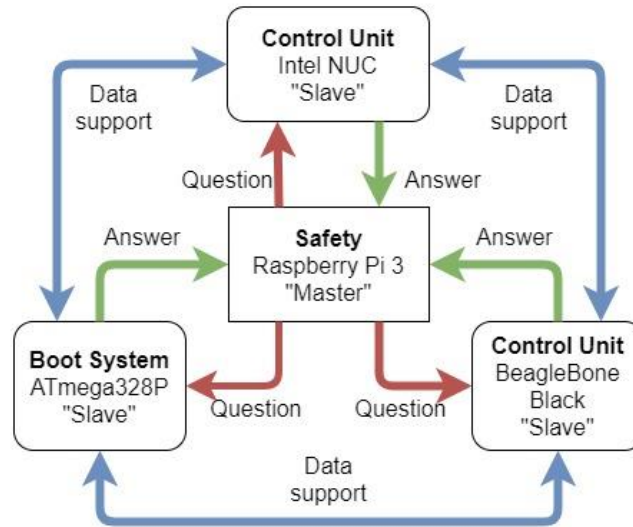 Control Unit
Intel NUC
"Slave"
Data
support
Data
support
Question
Answer
Safety
Raspberry Pi 3
"Master"
Answer
Answer
Boot System
ATmega328P
"Slave"
Question
Question
Control Unit
BeagleBone
Black
"Slave"
Data
support